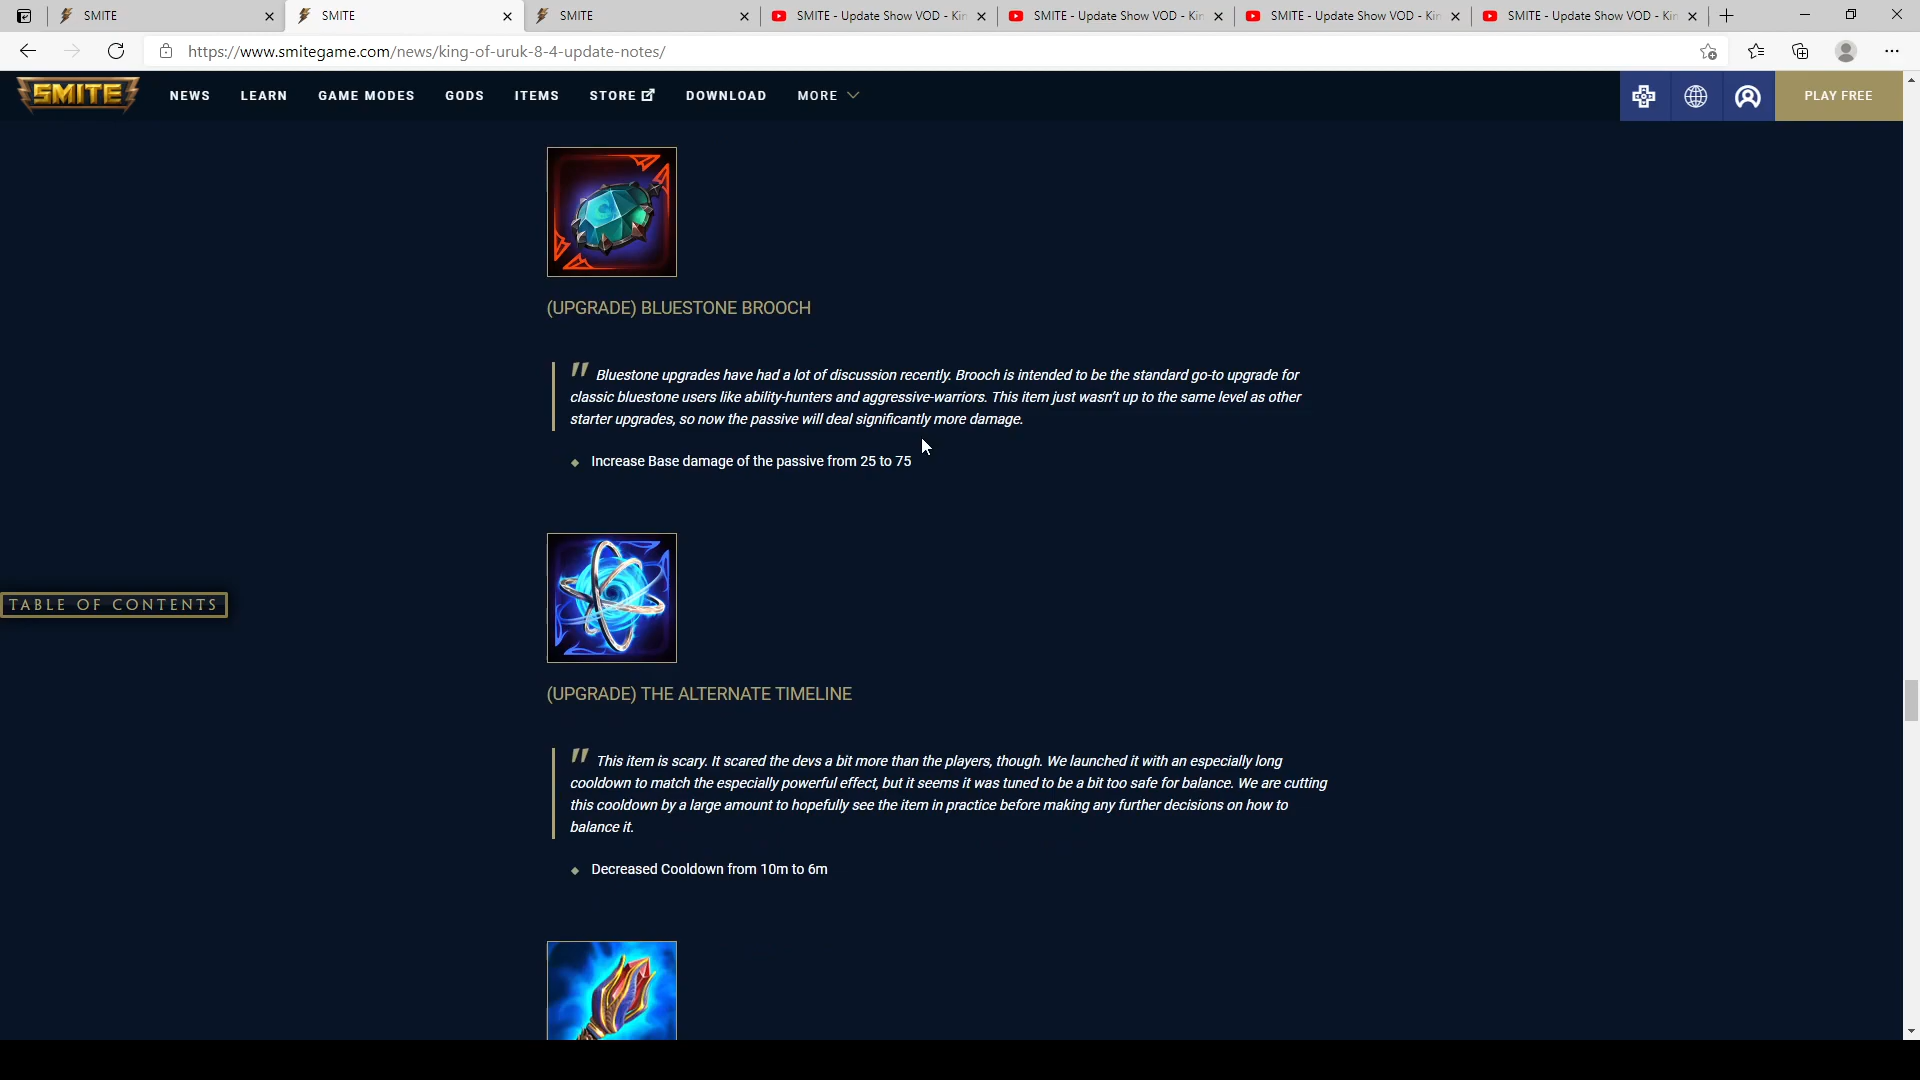 SMITE
SMITE
SMITE
SMITE - Update Show VOD - Kin
SMITE - Update Show VOD - Kin
SMITE - Update Show VOD - Kin
SMITE - Update Show VOD - Kin
https://www.smitegame.com/news/king-of-uruk-8-4-update-notes/
SMITE
NEWS
LEARN
GAME MODES
GODS
ITEMS
STORE
DOWNLOAD
MORE
PLAY FREE
(UPGRADE) BLUESTONE BROOCH
" Bluestone upgrades have had a lot of discussion recently. Brooch is intended to be the standard go-to upgrade for
classic bluestone users like ability-hunters and aggressive-warriors. This item just wasn't up to the same level as other
starter upgrades, so now the passive will deal significantly more damage.
Increase Base damage of the passive from 25 to 75
TABLE OF CONTENTS
(UPGRADE) THE ALTERNATE TIMELINE
" This item is scary. It scared the devs a bit more than the players, though. We launched it with an especially long
cooldown to match the especially powerful effect, but it seems it was tuned to be a bit too safe for balance. We are cutting
this cooldown by a large amount to hopefully see the item in practice before making any further decisions on how to
balance it.
Decreased Cooldown from 10m to 6m